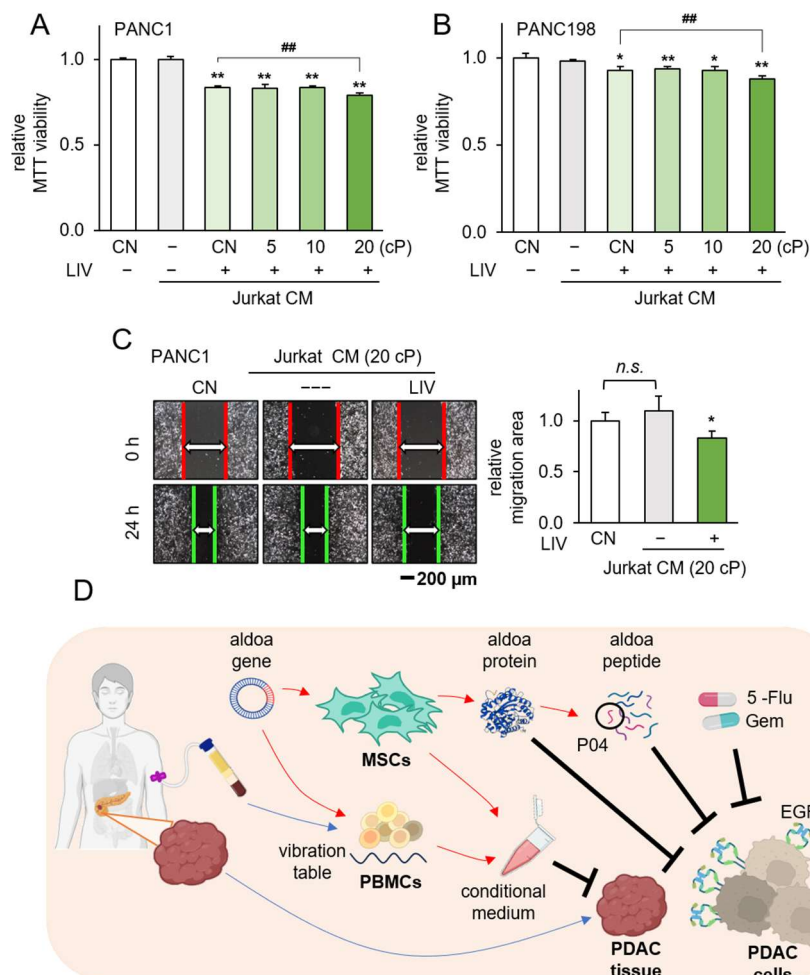 A
PANC1
relative
MTT viability
1.0
0.5
0.0
##
**
**
**
**
CN
–
CN
5
10
20 (cP)
LIV
–
–
+
+
+
+
Jurkat CM
B
PANC198
relative
MTT viability
1.0
0.5
0.0
##
*
**
*
**
CN
–
CN
5
10
20 (cP)
LIV
–
–
+
+
+
+
Jurkat CM
C
PANC1
Jurkat CM (20 cP)
CN
---
LIV
0 h
24 h
200 µm
relative
migration area
1.0
0.5
0.0
n.s.
*
LIV
CN
–
+
Jurkat CM (20 cP)
D
aldoa
gene
MSCs
aldoa
protein
aldoa
peptide
P04
5 -Flu
Gem
vibration
table
PBMCs
conditional
medium
PDAC
tissue
PDAC
cells